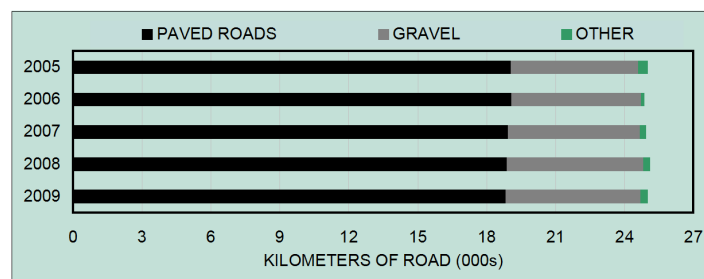 PAVED ROADS GRAVEL OTHER
2005
2006
2007
2008
2009
0 3 6 9 12 15 18 21 24 27
KILOMETERS OF ROAD (000s)